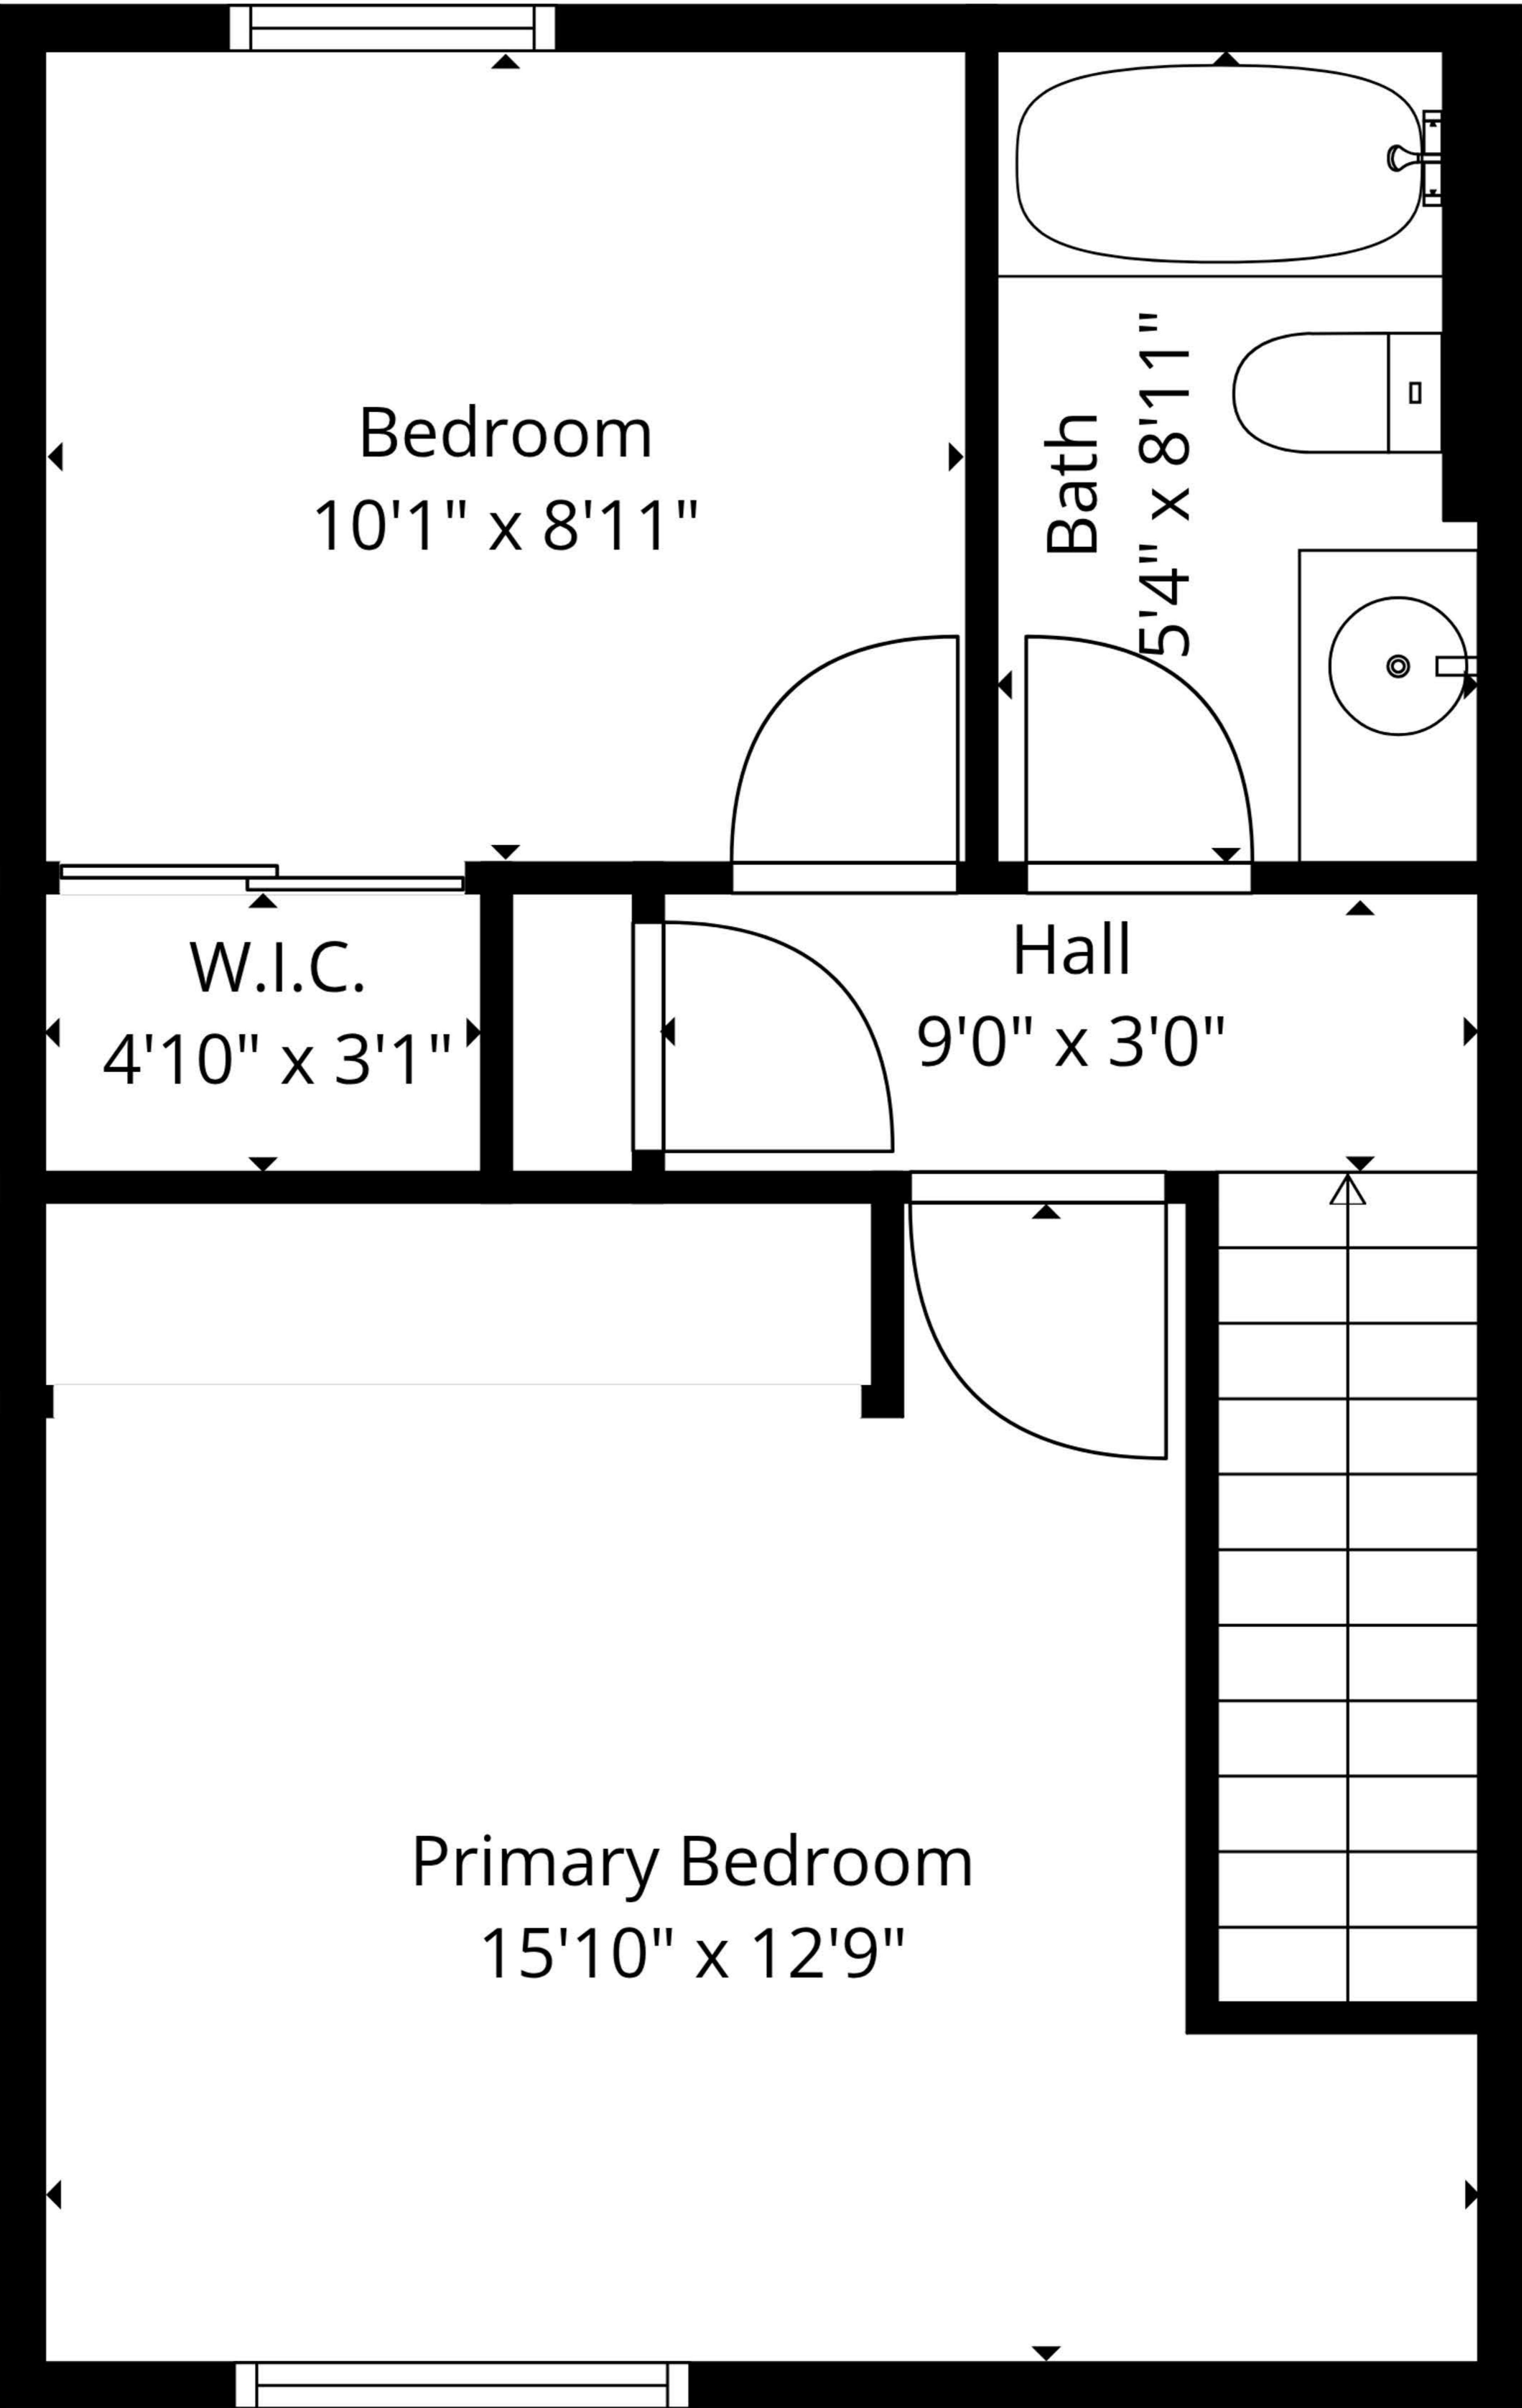 Bedroom
10'1" x 8'11"
Bath
5'4" x 8'11"
W.I.C.
4'10" x 3'1"
Hall
9'0" x 3'0"
Primary Bedroom
15'10" x 12'9"